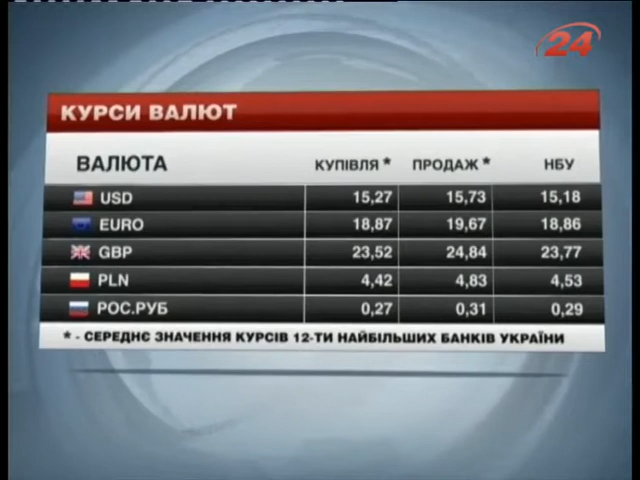 24
КУРСИ ВАЛЮТ
ВАЛЮТА КУПІВЛЯ * ПРОДАЖ * НБУ
USD 15,27 15,73 15,18
EURO 18,87 19,67 18,86
GBP 23,52 24,84 23,77
PLN 4,42 4,83 4,53
РОС.РУБ 0,27 0,31 0,29
* - СЕРЕДНЄ ЗНАЧЕННЯ КУРСІВ 12-ТИ НАЙБІЛЬШИХ БАНКІВ УКРАЇНИ